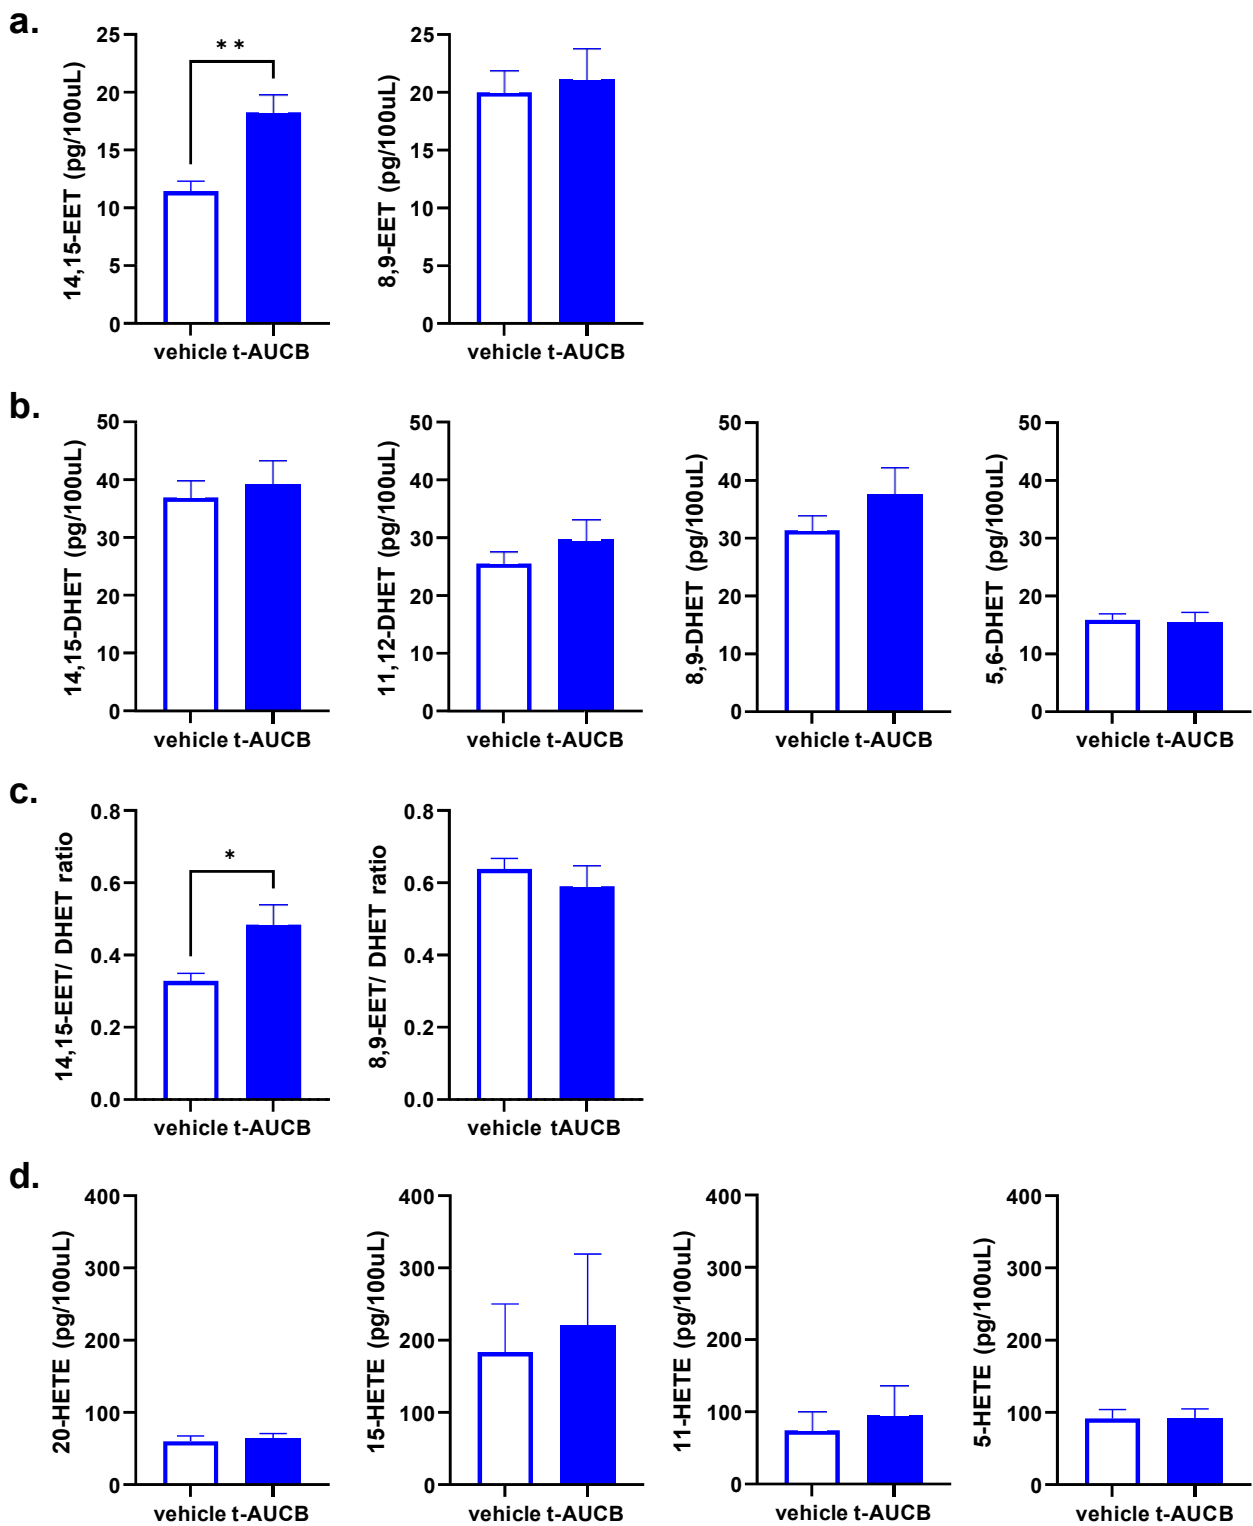 a.
14,15-EET (pg/100uL)
25
20
15
10
5
0
**
vehicle t-AUCB
8,9-EET (pg/100uL)
25
20
15
10
5
0
vehicle t-AUCB
b.
14,15-DHET (pg/100uL)
50
40
30
20
10
0
vehicle t-AUCB
11,12-DHET (pg/100uL)
50
40
30
20
10
0
vehicle t-AUCB
8,9-DHET (pg/100uL)
50
40
30
20
10
0
vehicle t-AUCB
5,6-DHET (pg/100uL)
50
40
30
20
10
0
vehicle t-AUCB
c.
14,15-EET/ DHET ratio
0.8
0.6
0.4
0.2
0.0
*
vehicle t-AUCB
8,9-EET/ DHET ratio
0.8
0.6
0.4
0.2
0.0
vehicle tAUCB
d.
20-HETE (pg/100uL)
400
300
200
100
0
vehicle t-AUCB
15-HETE (pg/100uL)
400
300
200
100
0
vehicle t-AUCB
11-HETE (pg/100uL)
400
300
200
100
0
vehicle t-AUCB
5-HETE (pg/100uL)
400
300
200
100
0
vehicle t-AUCB